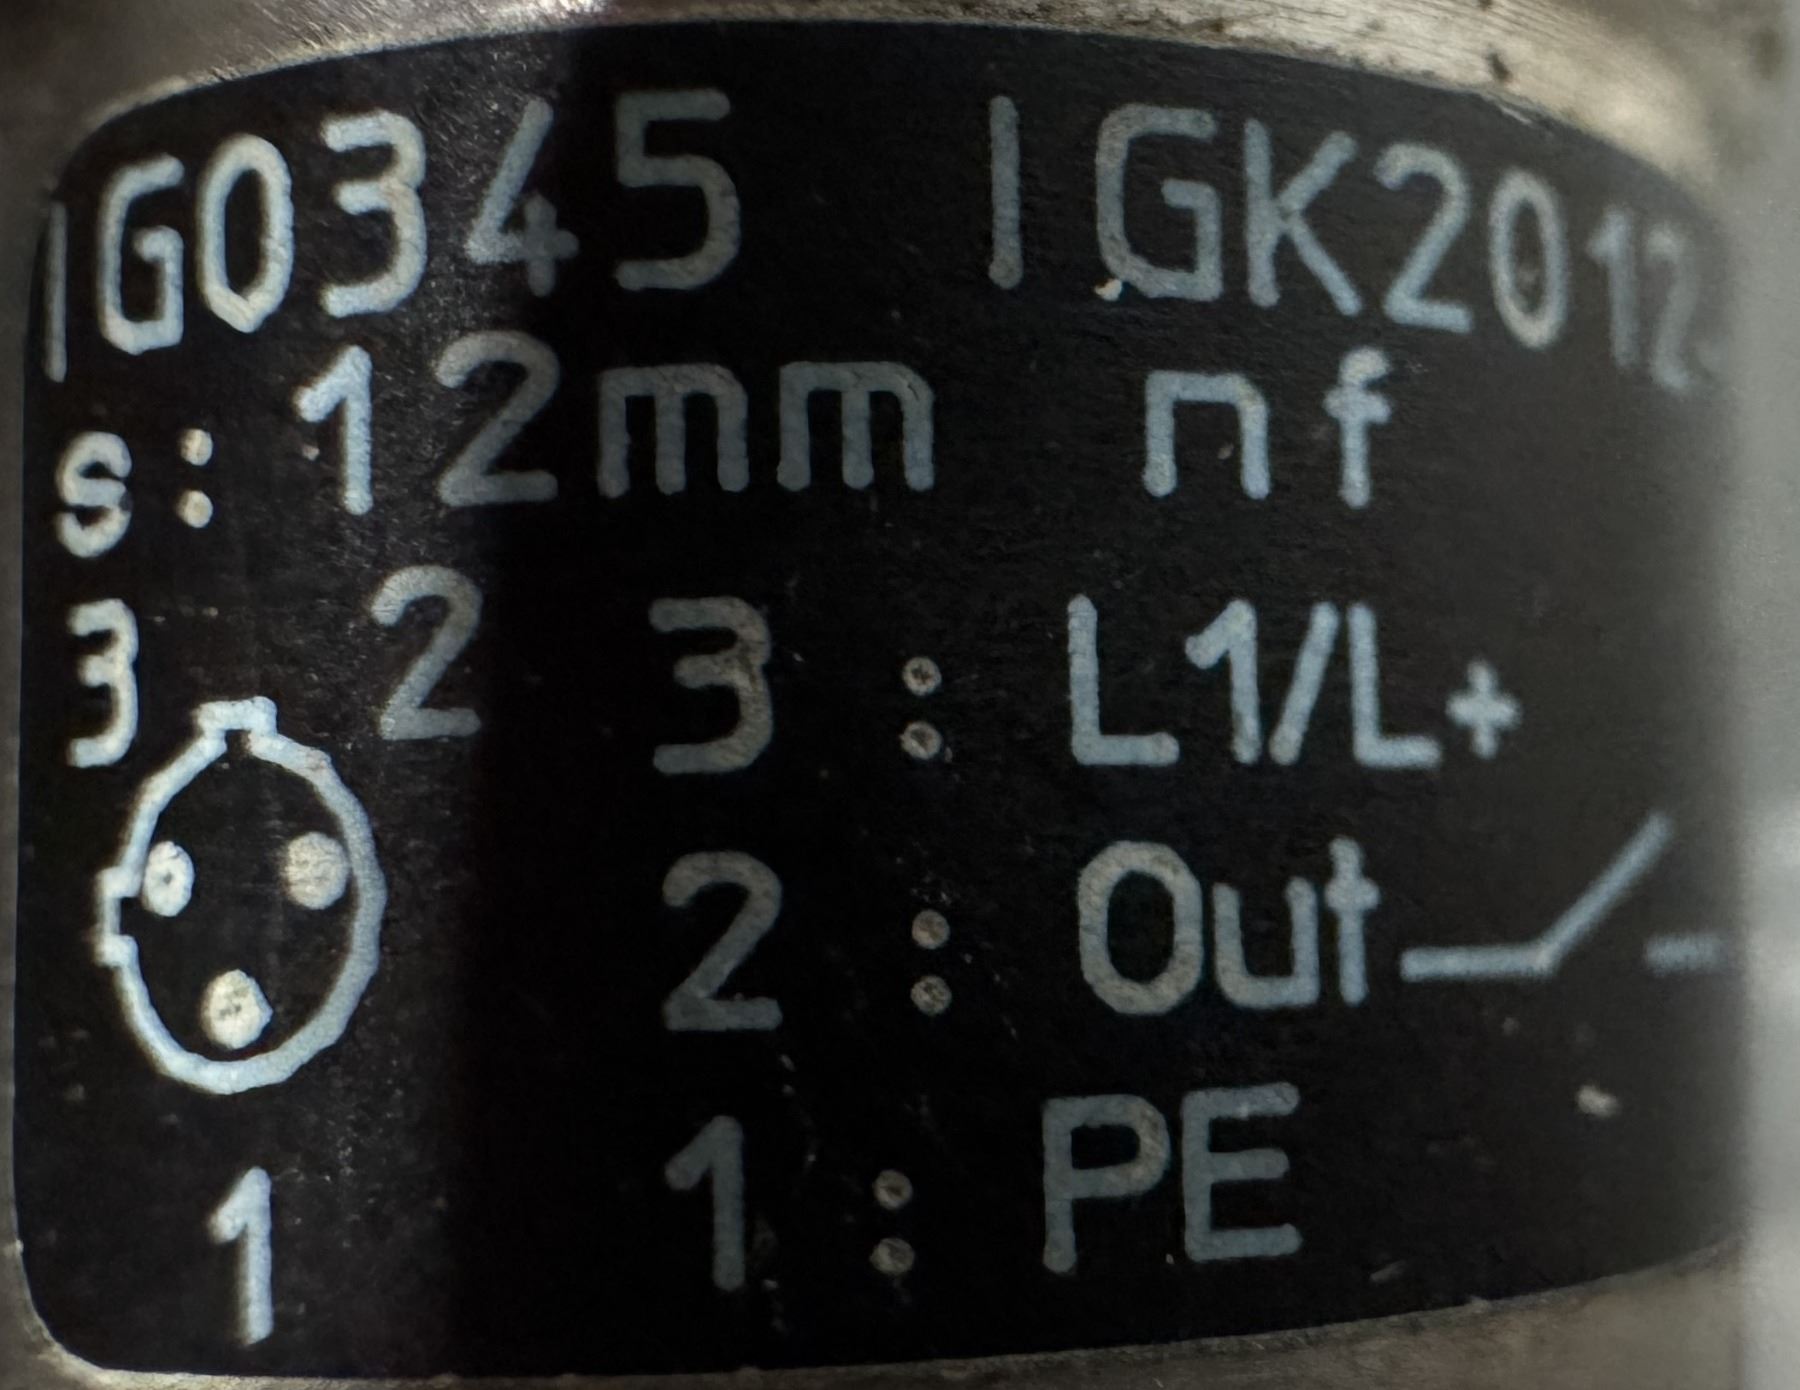 IG0345 IGK2012
s: 12mm nf
3 2 3 : L1/L+
2 : Out
1 1 : PE